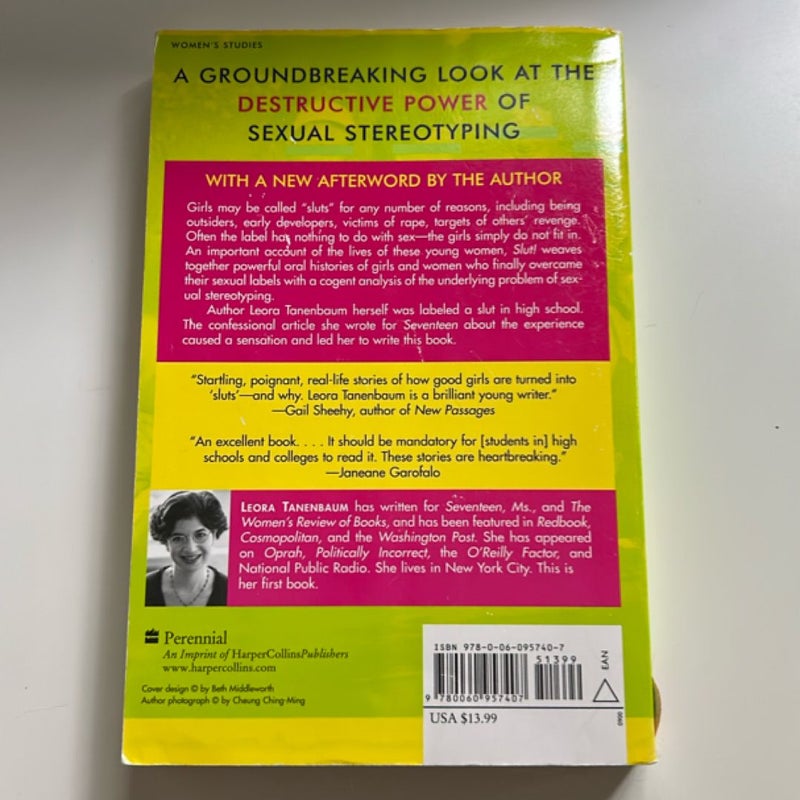 WOMEN'S STUDIES
A GROUNDBREAKING LOOK AT THE
DESTRUCTIVE POWER OF
SEXUAL STEREOTYPING
WITH A NEW AFTERWORD BY THE AUTHOR
Girls may be called "sluts" for any number of reasons, including being
outsiders, early developers, victims of rape, targets of others' revenge.
Often the label has nothing to do with sex—the girls simply do not fit in.
An important account of the lives of these young women, Slut! weaves
together powerful oral histories of girls and women who finally overcame
their sexual labels with a cogent analysis of the underlying problem of sex-
ual stereotyping.
Author Leora Tanenbaum herself was labeled a slut in high school.
The confessional article she wrote for Seventeen about the experience
caused a sensation and led her to write this book.
"Startling, poignant, real-life stories of how good girls are turned into
'sluts'—and why. Leora Tanenbaum is a brilliant young writer."
—Gail Sheehy, author of New Passages
"An excellent book. . . . It should be mandatory for [students in] high
schools and colleges to read it. These stories are heartbreaking."
—Janeane Garofalo
LEORA TANENBAUM has written for Seventeen, Ms., and The
Women's Review of Books, and has been featured in Redbook,
Cosmopolitan, and the Washington Post. She has appeared
on Oprah, Politically Incorrect, the O'Reilly Factor, and
National Public Radio. She lives in New York City. This is
her first book.
Perennial
An Imprint of HarperCollinsPublishers
www.harpercollins.com
Cover design © by Beth Middleworth
Author photograph © by Cheung Ching-Ming
ISBN 978-0-06-095740-7
51399
EAN
9 780060 957407
USA $13.99
0900